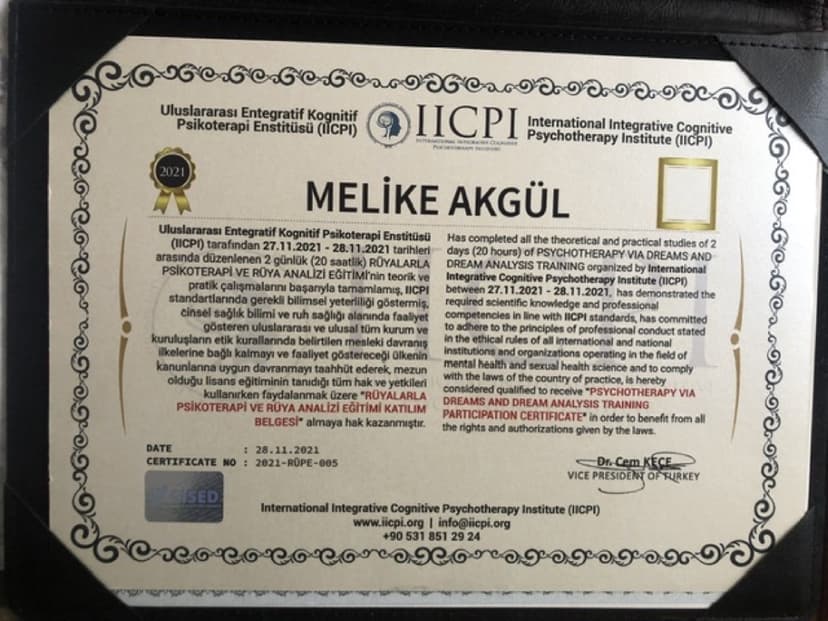 Uluslararası Entegratif Kognitif
Psikoterapi Enstitüsü (IICPI)
IICPI
INTERNATIONAL INTEGRATIVE COGNITIVE
PSYCHOTHERAPY INSTITUTE
International Integrative Cognitive
Psychotherapy Institute (IICPI)
2021
MELİKE AKGÜL
Uluslararası Entegratif Kognitif Psikoterapi Enstitüsü
(IICPI) tarafından 27.11.2021 - 28.11.2021 tarihleri
arasında düzenlenen 2 günlük (20 saatlik) RÜYALARLA
PSİKOTERAPİ VE RÜYA ANALİZİ EĞİTİMİ'nin teorik ve
pratik çalışmalarını başarıyla tamamlamış, IICPI
standartlarında gerekli bilimsel yeterliliği göstermiş,
cinsel sağlık bilimi ve ruh sağlığı alanında faaliyet
gösteren uluslararası ve ulusal tüm kurum ve
kuruluşların etik kurallarında belirtilen mesleki davranış
ilkelerine bağlı kalmayı ve faaliyet göstereceği ülkenin
kanunlarına uygun davranmayı taahhüt ederek, mezun
olduğu lisans eğitiminin tanıdığı tüm hak ve yetkileri
kullanırken faydalanmak üzere "RÜYALARLA
PSİKOTERAPİ VE RÜYA ANALİZİ EĞİTİMİ KATILIM
BELGESİ" almaya hak kazanmıştır.
Has completed all the theoretical and practical studies of 2
days (20 hours) of PSYCHOTHERAPY VIA DREAMS AND
DREAM ANALYSIS TRAINING organized by International
Integrative Cognitive Psychotherapy Institute (IICPI)
between 27.11.2021 - 28.11.2021, has demonstrated the
required scientific knowledge and professional
competencies in line with IICPI standards, has committed
to adhere to the principles of professional conduct stated
in the ethical rules of all international and national
institutions and organizations operating in the field of
mental health and sexual health science and to comply
with the laws of the country of practice, is hereby
considered qualified to receive "PSYCHOTHERAPY VIA
DREAMS AND DREAM ANALYSIS TRAINING
PARTICIPATION CERTIFICATE" in order to benefit from all
the rights and authorizations given by the laws.
DATE : 28.11.2021
CERTIFICATE NO : 2021-RÜPE-005
Dr. Cem KEÇE
VICE PRESIDENT OF TURKEY
International Integrative Cognitive Psychotherapy Institute (IICPI)
www.iicpi.org | info@iicpi.org
+90 531 851 29 24